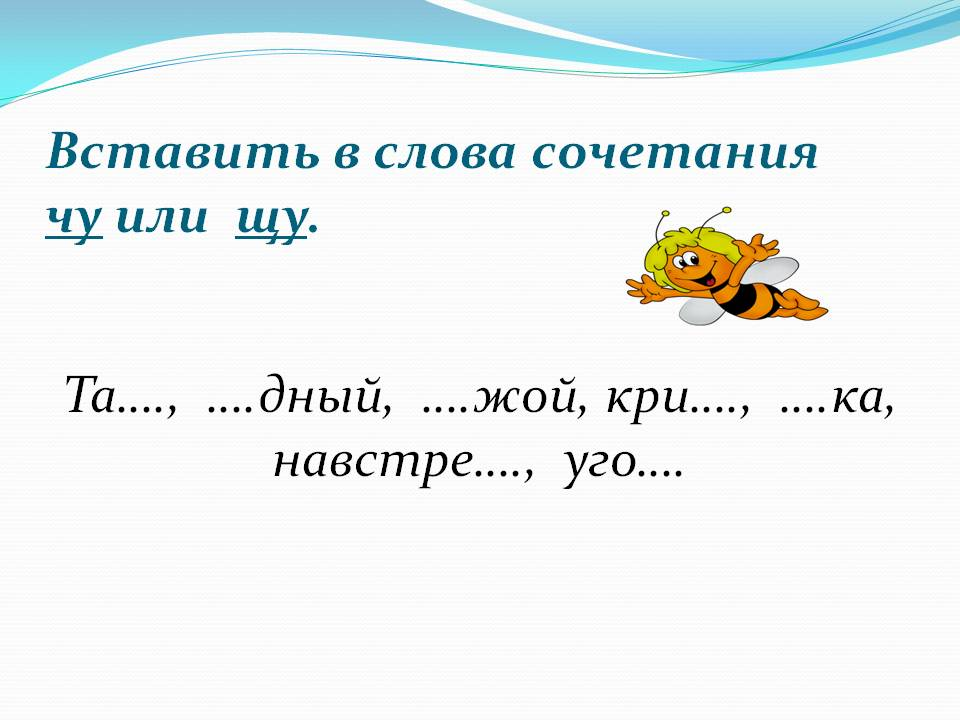 Вставить в слова сочетания
чу или щу.
Та...., ....дный, ....жой, кри...., ....ка,
навстре...., уго....